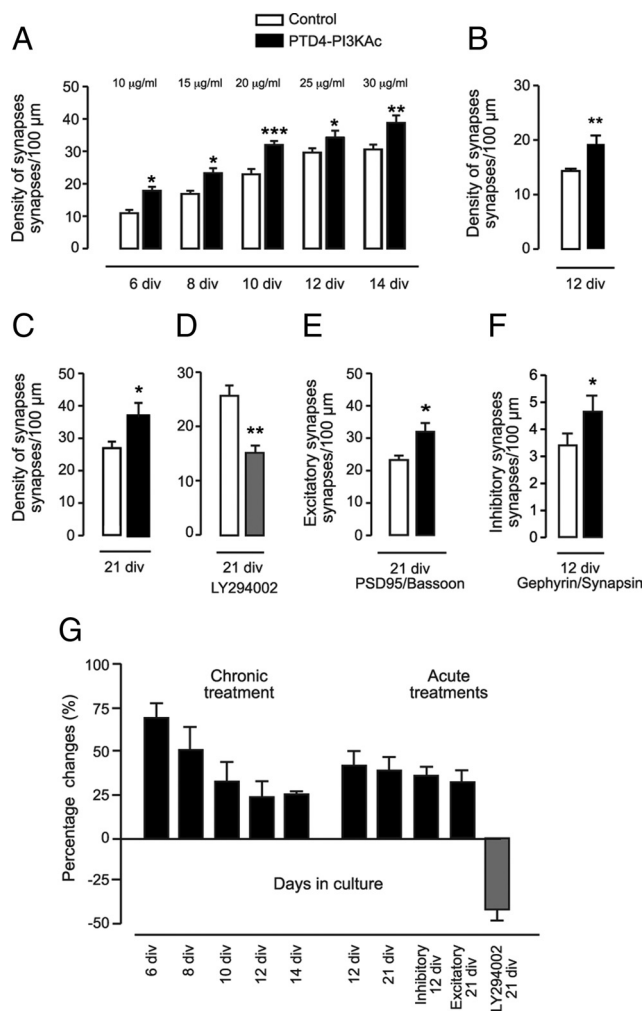 Control
PTD4-PI3KAc
A
Density of synapses
synapses/100 µm
50
40
30
20
10
0
10 µg/ml 15 µg/ml 20 µg/ml 25 µg/ml 30 µg/ml
* * *** * **
6 div 8 div 10 div 12 div 14 div
B
Density of synapses
synapses/100 µm
30
20
10
0
**
12 div
C
Density of synapses
synapses/100 µm
50
40
30
20
10
0
*
21 div
D
30
20
10
0
**
21 div
LY294002
E
Excitatory synapses
synapses/100 µm
50
40
30
20
10
0
*
21 div
PSD95/Bassoon
F
Inhibitory synapses
synapses/100 µm
6
5
4
3
2
1
0
*
12 div
Gephyrin/Synapsin
G
Percentage changes (%)
100
75
50
25
0
-25
-50
Chronic
treatment
Acute
treatments
Days in culture
6 div
8 div
10 div
12 div
14 div
12 div
21 div
Inhibitory
12 div
Excitatory
21 div
LY294002
21 div